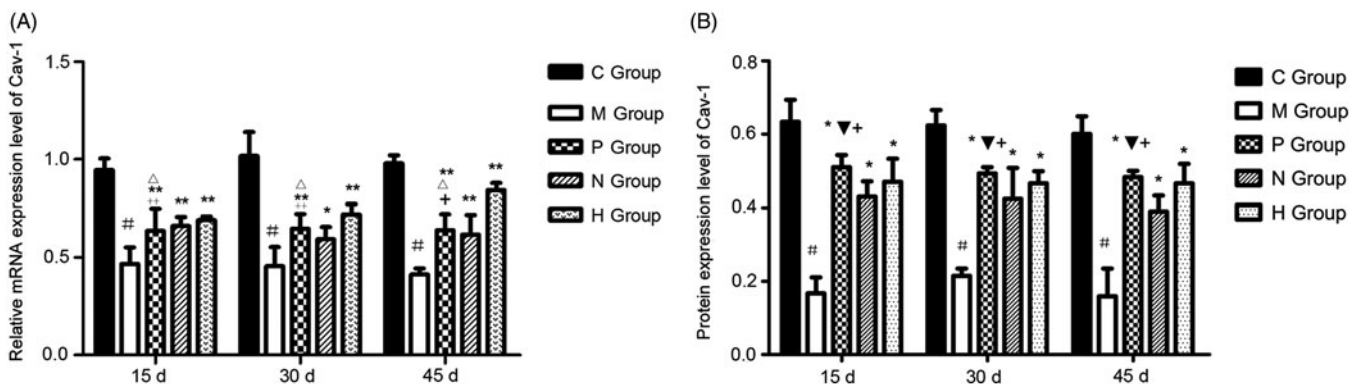 (A)
Relative mRNA expression level of Cav-1
1.5
1.0
0.5
0.0
#
△
**
++
**
**
#
△
**
++
*
**
#
**
△
+
**
**
15 d
30 d
45 d
C Group
M Group
P Group
N Group
H Group
(B)
Protein expression level of Cav-1
0.8
0.6
0.4
0.2
0.0
#
* ▼+
*
*
#
* ▼+
*
*
#
* ▼+
*
*
15 d
30 d
45 d
C Group
M Group
P Group
N Group
H Group